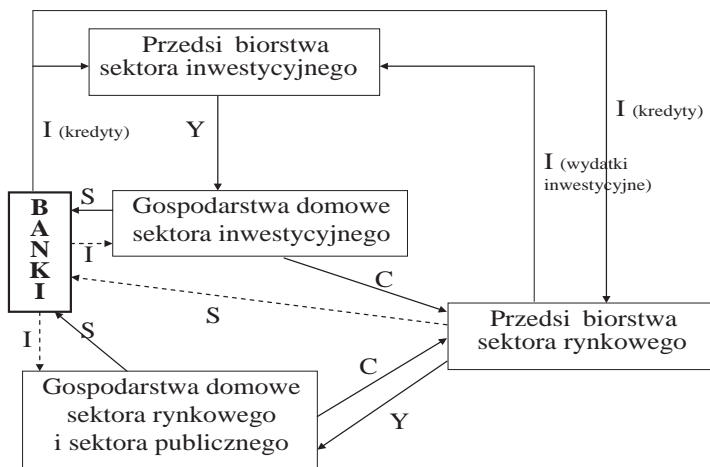 Przedsi biorstwa
sektora inwestycyjnego
I (kredyty)
Y
I (kredyty)
I (wydatki
inwestycyjne)
B
A
N
K
I
S
I
Gospodarstwa domowe
sektora inwestycyjnego
C
S
Przedsi biorstwa
sektora rynkowego
I
S
Gospodarstwa domowe
sektora rynkowego
i sektora publicznego
C
Y